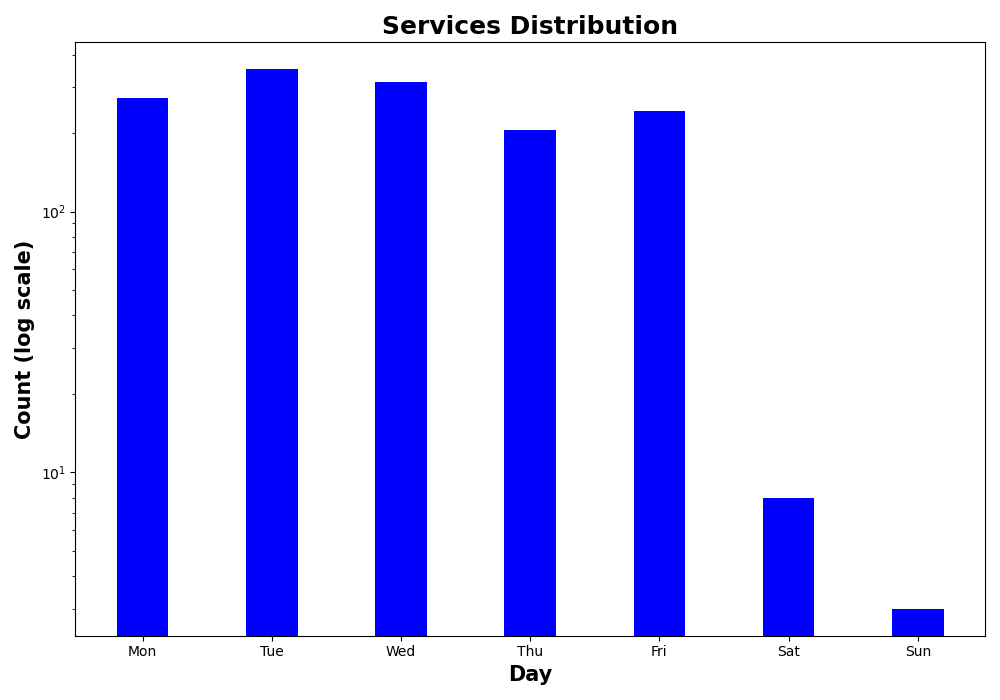 Services Distribution
Count (log scale)
10²
10¹
Mon Tue Wed Thu Fri Sat Sun
Day